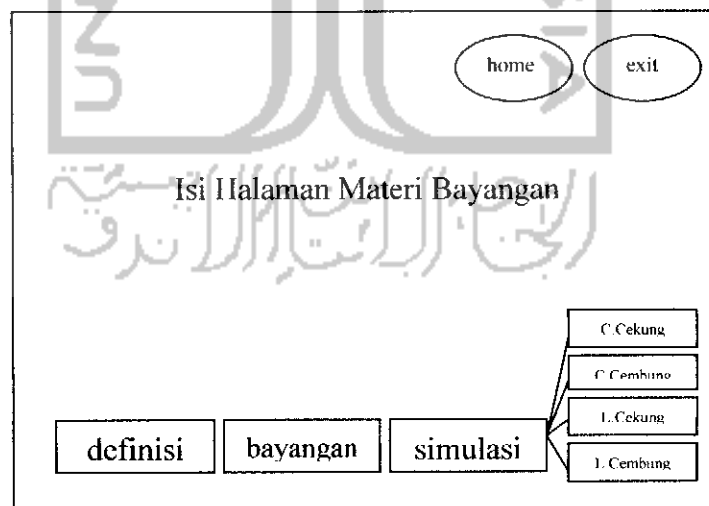 home
exit
Isi Halaman Materi Bayangan
C.Cekung
C.Cembung
L.Cekung
L.Cembung
definisi
bayangan
simulasi